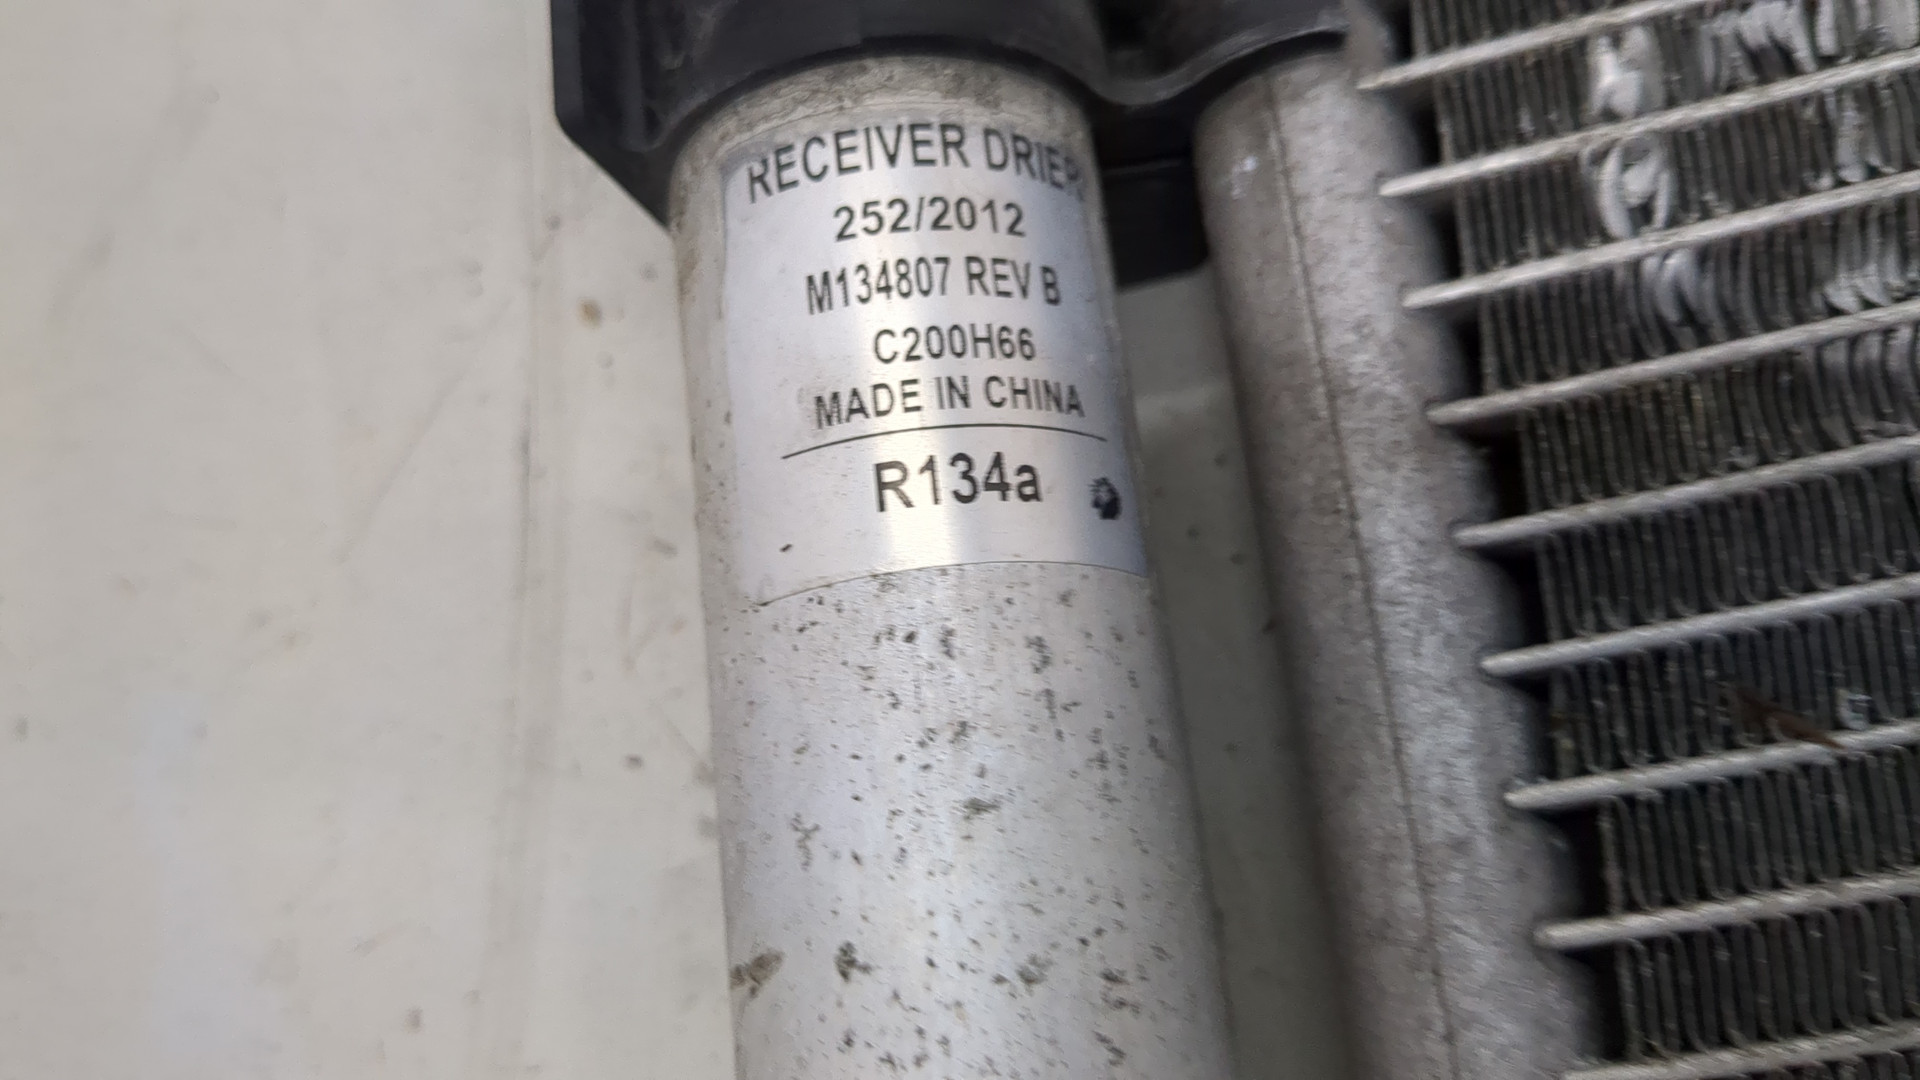 RECEIVER DRIER
252/2012
M134807 REV B
C200H66
MADE IN CHINA
R134a